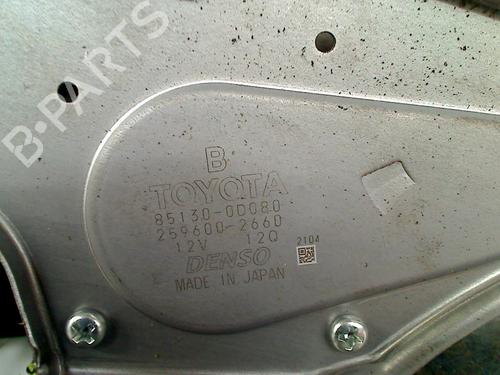 B-PARTS
B
TOYOTA
85130-0D080
259600-2660
12V 12Q 2104
DENSO
MADE IN JAPAN